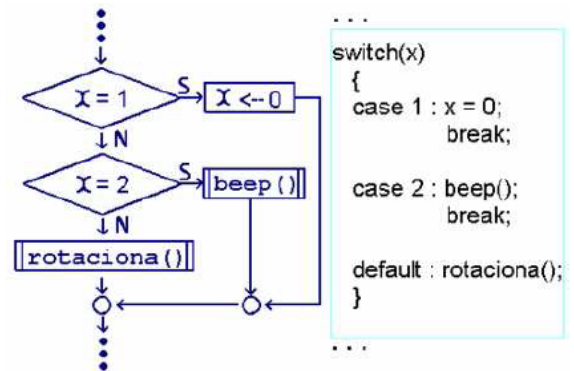 X = 1
S
X <-- 0
N
X = 2
S
beep()
N
rotaciona()
. . .
switch(x)
{
case 1 : x = 0;
break;
case 2 : beep();
break;
default : rotaciona();
}
. . .